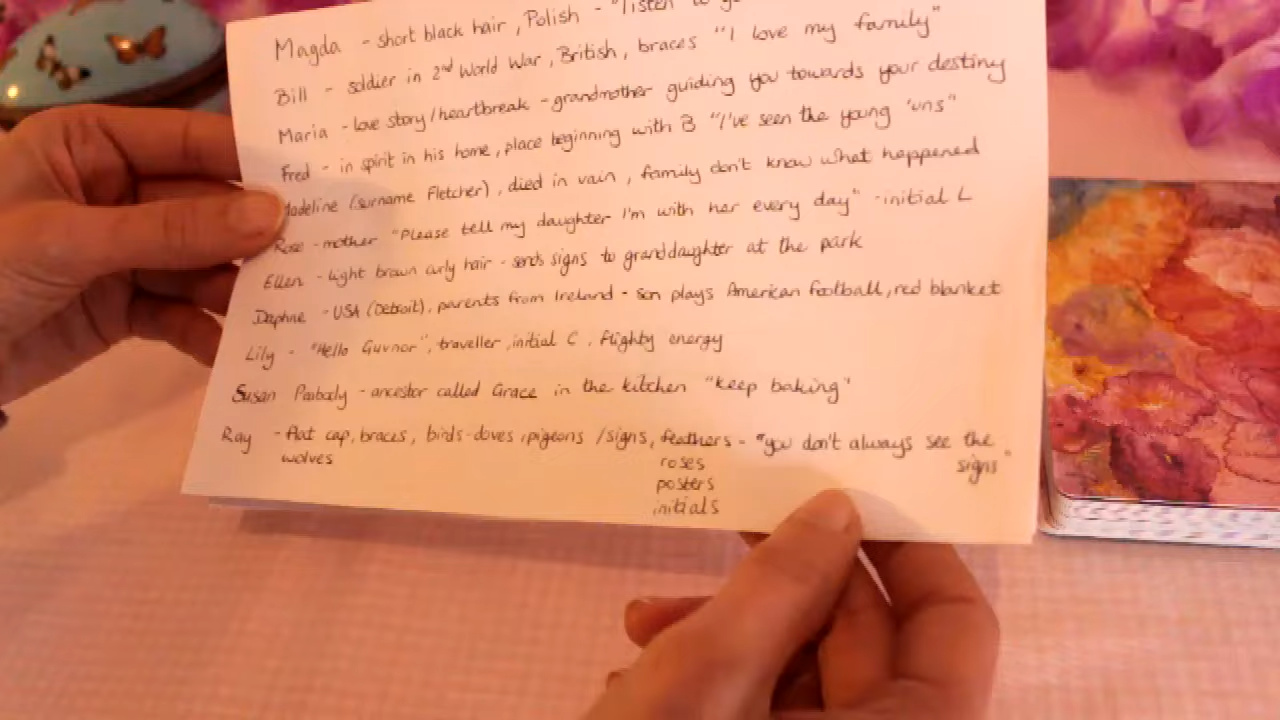 Magda - short black hair, Polish - "listen to
Bill - soldier in 2nd World War, British, braces "I love my family"
Maria - love story/heartbreak - grandmother guiding you towards your destiny
Fred - in spirit in his home, place beginning with B "I've seen the young 'uns"
Madeline (surname Fletcher), died in vain, family don't know what happened
Rose - mother "Please tell my daughter I'm with her every day" - initial L
Ellen - light brown curly hair - sends signs to granddaughter at the park
Daphne - USA (Detroit), parents from Ireland - son plays American football, red blanket
Lily - "Hello Guvnor", traveller, initial C, flighty energy
Susan Peabody - ancestor called Grace in the kitchen "keep baking"
Ray - flat cap, braces, birds-doves, pigeons /signs, feathers - "you don't always see the
wolves roses signs"
posters
initials